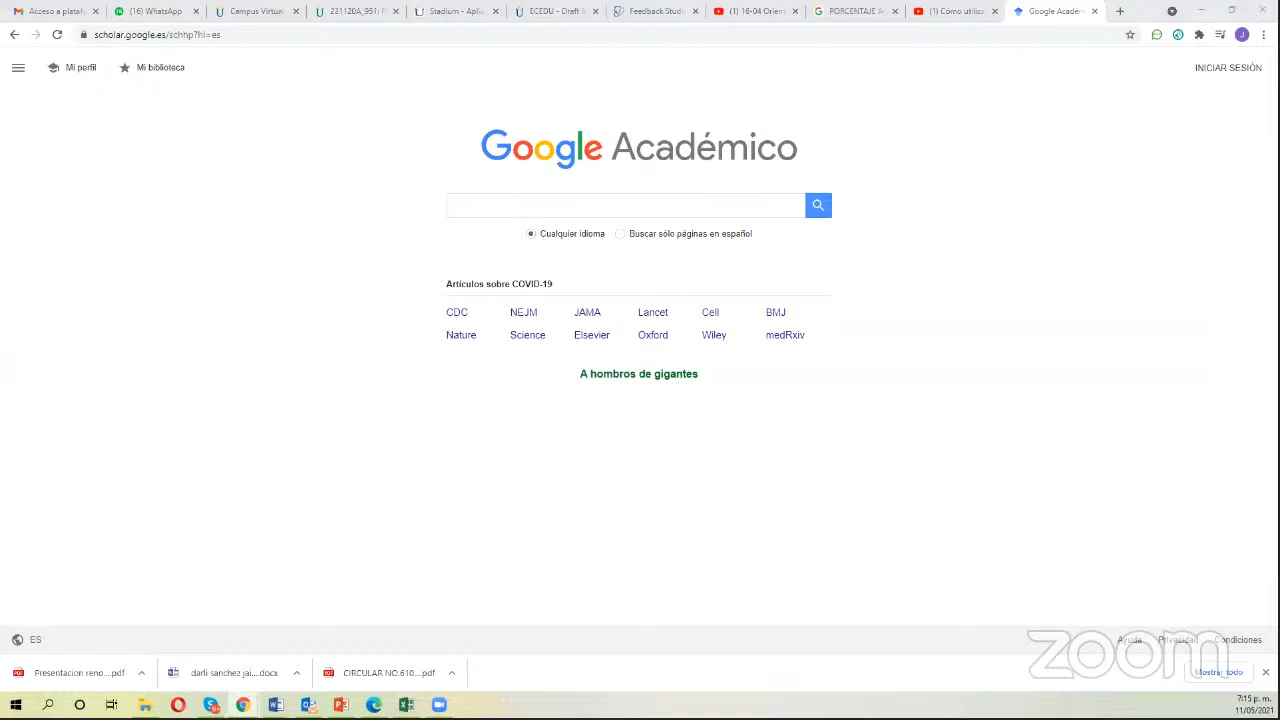 Acceso a platafo
(16) WhatsApp
Campus Virtual
221120A_951/F
Stadium - Aplic
ECEDU - Draft S
Feedback Studio
(1) 16-04 Orien
PORCENTAJE A
(1) Cómo utiliza
Google Académ
scholar.google.es/schhp?hl=es
J
Mi perfil
Mi biblioteca
INICIAR SESIÓN
Google Académico
Cualquier idioma
Buscar sólo páginas en español
Artículos sobre COVID-19
CDC NEJM JAMA Lancet Cell BMJ
Nature Science Elsevier Oxford Wiley medRxiv
A hombros de gigantes
ES
Ayuda Privacidad Condiciones
zoom
Presentacion reno....pdf
darli sanchez jai....docx
CIRCULAR NO.610....pdf
Mostrar todo
7:15 p. m.
11/05/2021